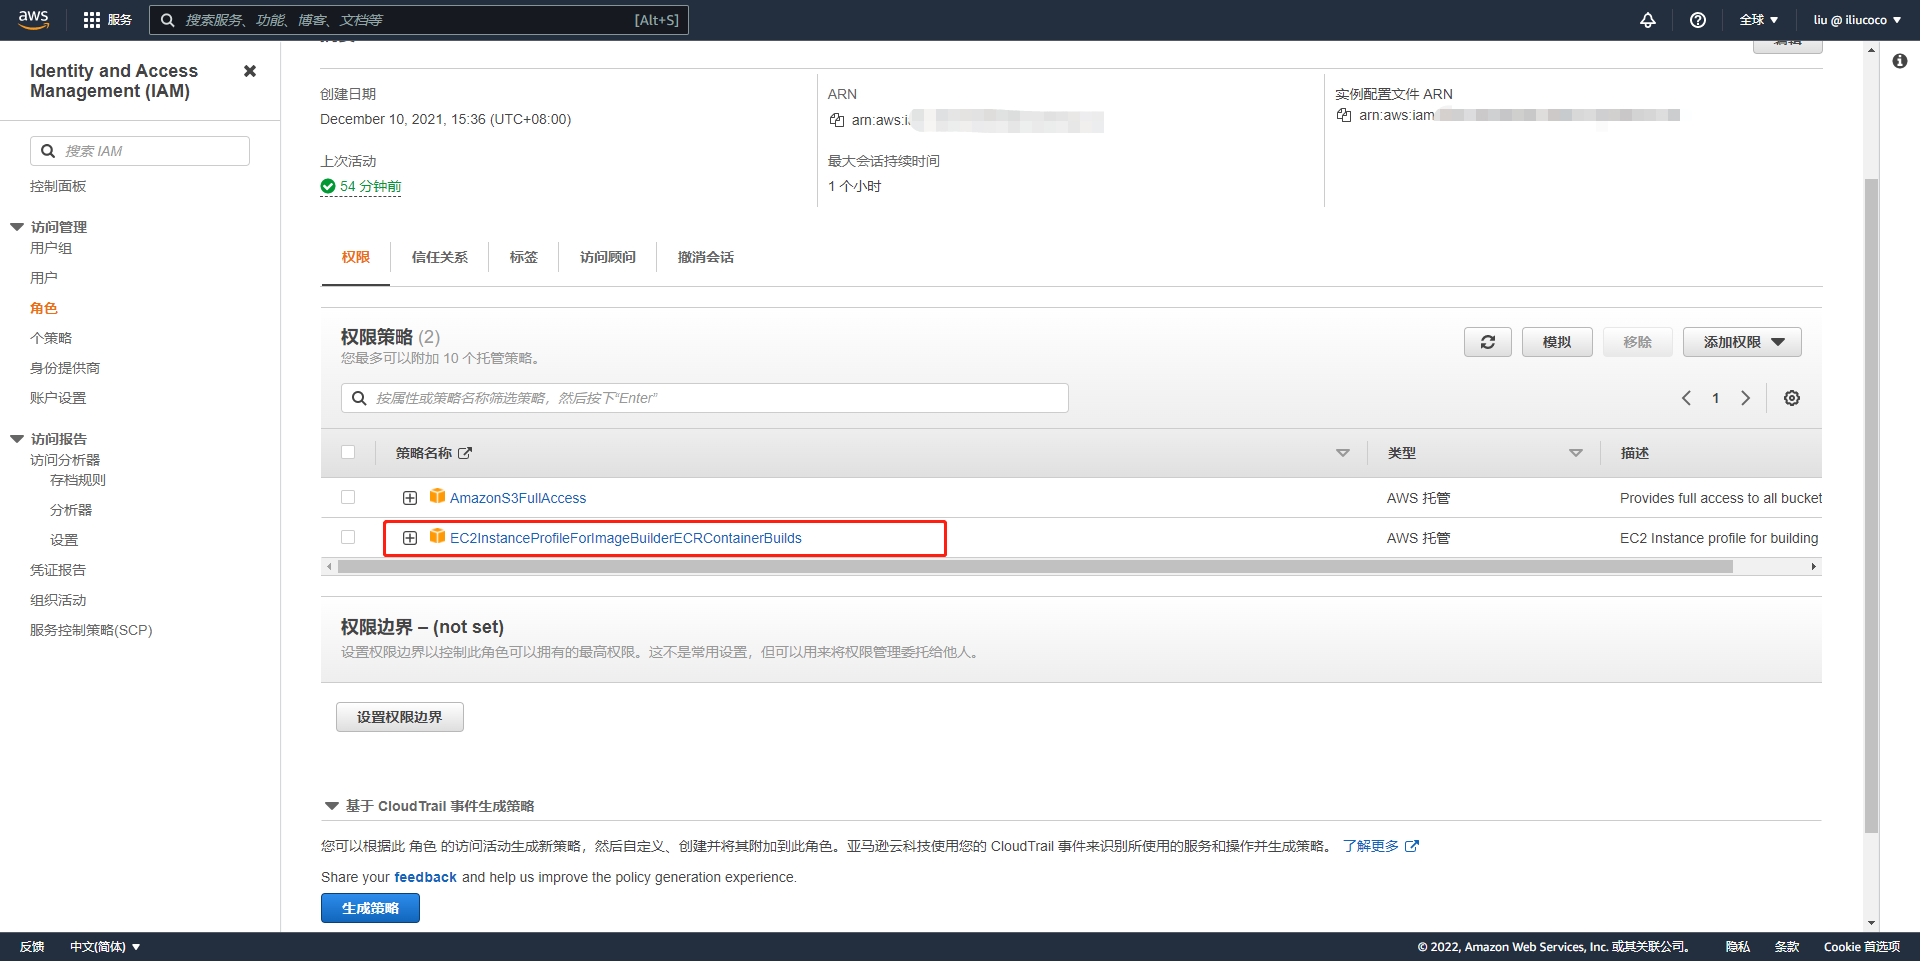 aws
服务
搜索服务、功能、博客、文档等
[Alt+S]
全球
liu @ iliucoco
Identity and Access
Management (IAM)
搜索 IAM
控制面板
访问管理
用户组
用户
角色
个策略
身份提供商
账户设置
访问报告
访问分析器
存档规则
分析器
设置
凭证报告
组织活动
服务控制策略(SCP)
创建日期
December 10, 2021, 15:36 (UTC+08:00)
上次活动
54 分钟前
ARN
arn:aws:i
最大会话持续时间
1 个小时
实例配置文件 ARN
arn:aws:iam
权限
信任关系
标签
访问顾问
撤消会话
权限策略 (2)
您最多可以附加 10 个托管策略。
模拟
移除
添加权限
按属性或策略名称筛选策略，然后按下"Enter"
1
策略名称
类型
描述
AmazonS3FullAccess
AWS 托管
Provides full access to all bucket
EC2InstanceProfileForImageBuilderECRContainerBuilds
AWS 托管
EC2 Instance profile for building
权限边界 – (not set)
设置权限边界以控制此角色可以拥有的最高权限。这不是常用设置，但可以用来将权限管理委托给他人。
设置权限边界
基于 CloudTrail 事件生成策略
您可以根据此 角色 的访问活动生成新策略，然后自定义、创建并将其附加到此角色。亚马逊云科技使用您的 CloudTrail 事件来识别所使用的服务和操作并生成策略。 了解更多
Share your feedback and help us improve the policy generation experience.
生成策略
反馈
中文(简体)
© 2022, Amazon Web Services, Inc. 或其关联公司。
隐私
条款
Cookie 首选项